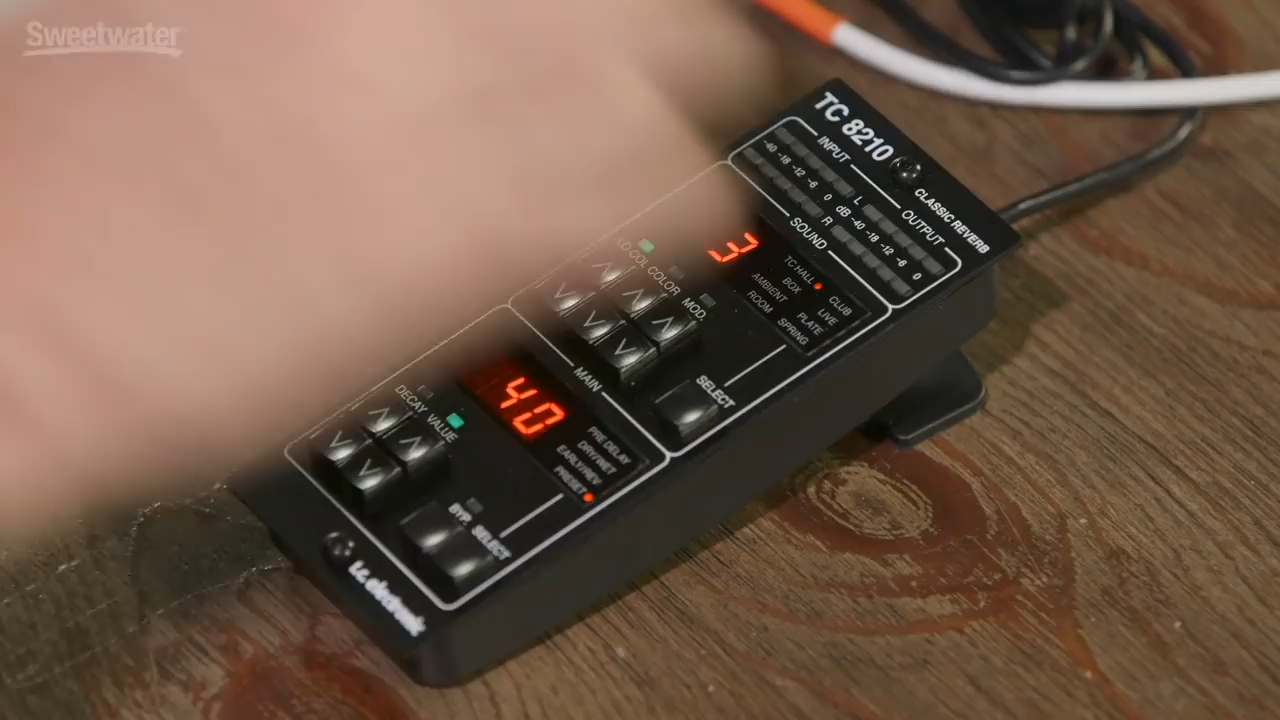 Sweetwater
TC 8210
CLASSIC REVERB
INPUT
OUTPUT
-40 -18 -12 -6 0
L
dB
R
-40 -18 -12 -6 0
SOUND
3
TC HALL
BOX
AMBIENT
ROOM
CLUB
LIVE
PLATE
SPRING
COLOR
MOD.
SELECT
MAIN
40
DECAY
VALUE
PRE DELAY
DRY/WET
EARLY/REV
PRESET
BYP.
SELECT
t.c. electronic